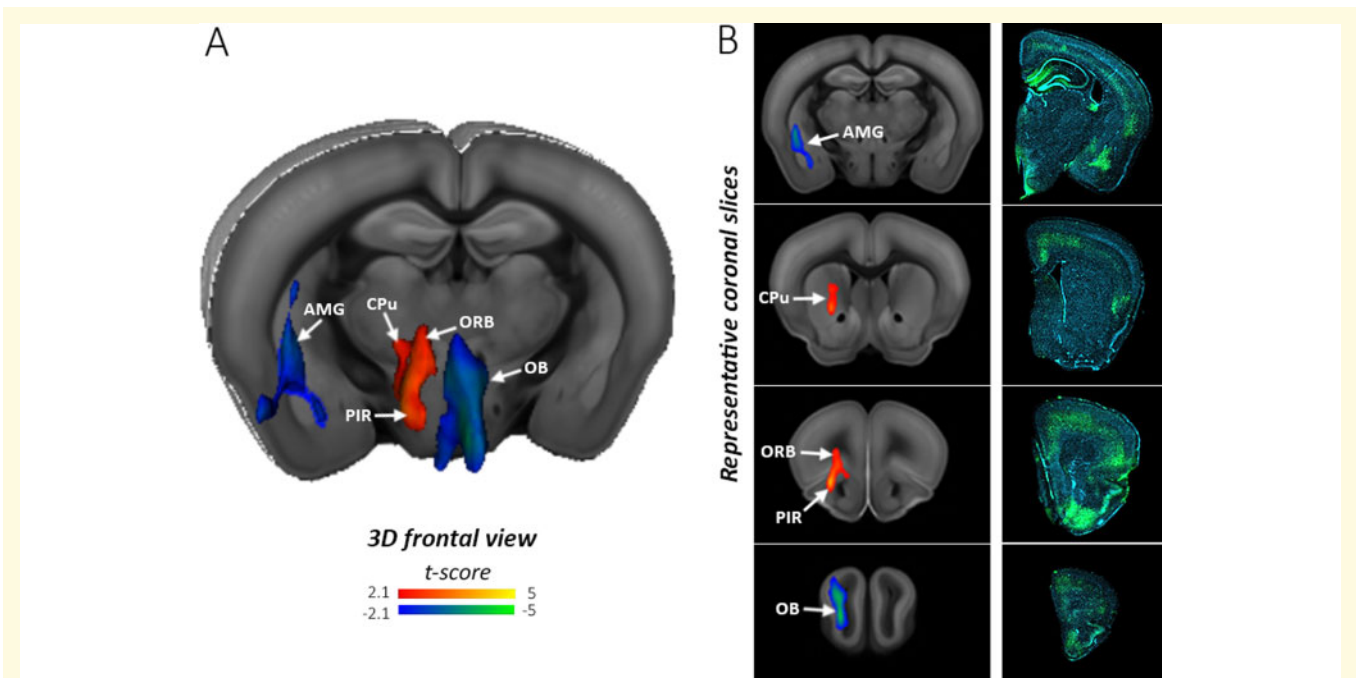 A
AMG
CPu
ORB
OB
PIR
3D frontal view
t-score
2.1 5
-2.1 -5
B
Representative coronal slices
AMG
CPu
ORB
PIR
OB